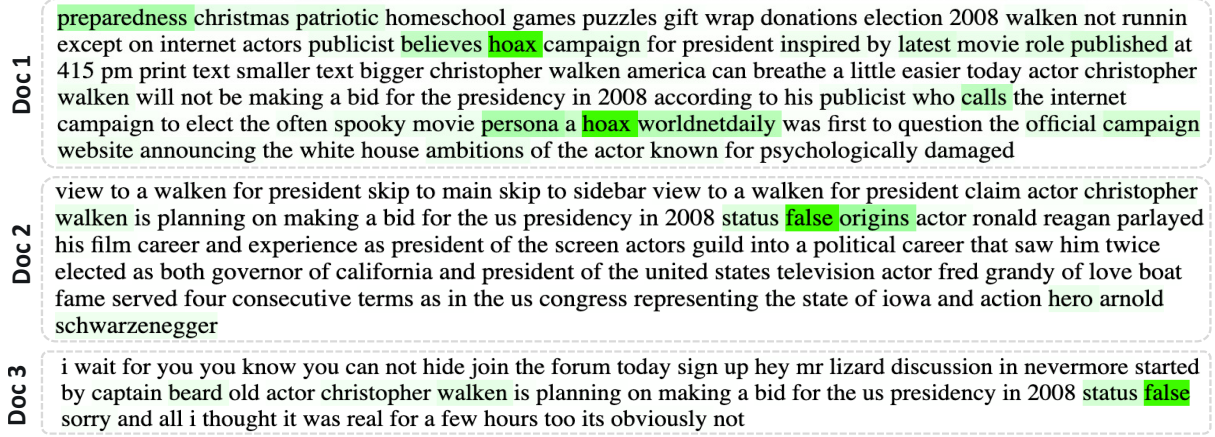 Doc 1
preparedness christmas patriotic homeschool games puzzles gift wrap donations election 2008 walken not runnin
except on internet actors publicist believes hoax campaign for president inspired by latest movie role published at
415 pm print text smaller text bigger christopher walken america can breathe a little easier today actor christopher
walken will not be making a bid for the presidency in 2008 according to his publicist who calls the internet
campaign to elect the often spooky movie persona a hoax worldnetdaily was first to question the official campaign
website announcing the white house ambitions of the actor known for psychologically damaged
Doc 2
view to a walken for president skip to main skip to sidebar view to a walken for president claim actor christopher
walken is planning on making a bid for the us presidency in 2008 status false origins actor ronald reagan parlayed
his film career and experience as president of the screen actors guild into a political career that saw him twice
elected as both governor of california and president of the united states television actor fred grandy of love boat
fame served four consecutive terms as in the us congress representing the state of iowa and action hero arnold
schwarzenegger
Doc 3
i wait for you you know you can not hide join the forum today sign up hey mr lizard discussion in nevermore started
by captain beard old actor christopher walken is planning on making a bid for the us presidency in 2008 status false
sorry and all i thought it was real for a few hours too its obviously not